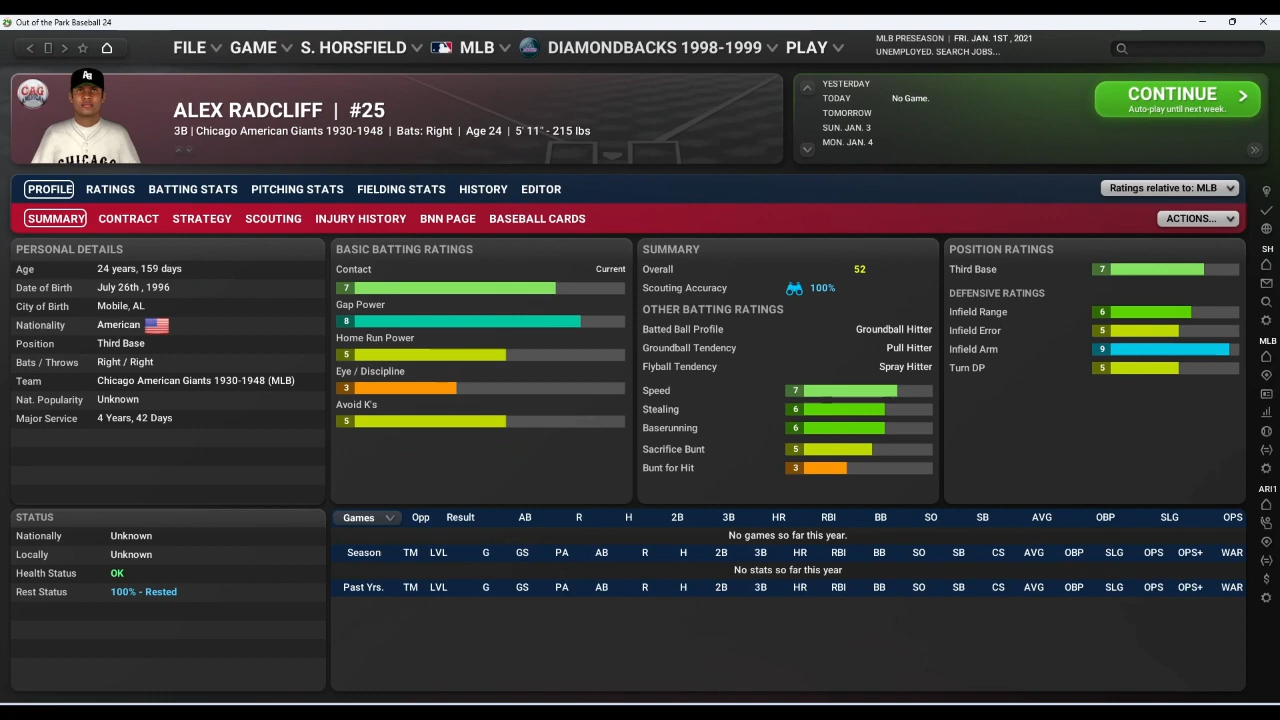 Out of the Park Baseball 24
FILE GAME S. HORSFIELD MLB DIAMONDBACKS 1998-1999 PLAY
MLB PRESEASON | FRI. JAN. 1ST , 2021
UNEMPLOYED. SEARCH JOBS...
CAG
AMERICA
AG
CHICAGO
ALEX RADCLIFF | #25
3B | Chicago American Giants 1930-1948 | Bats: Right | Age 24 | 5' 11" - 215 lbs
YESTERDAY
TODAY No Game.
TOMORROW
SUN. JAN. 3
MON. JAN. 4
CONTINUE
Auto-play until next week.
PROFILE RATINGS BATTING STATS PITCHING STATS FIELDING STATS HISTORY EDITOR
Ratings relative to: MLB
SUMMARY CONTRACT STRATEGY SCOUTING INJURY HISTORY BNN PAGE BASEBALL CARDS
ACTIONS...
PERSONAL DETAILS
Age 24 years, 159 days
Date of Birth July 26th , 1996
City of Birth Mobile, AL
Nationality American
Position Third Base
Bats / Throws Right / Right
Team Chicago American Giants 1930-1948 (MLB)
Nat. Popularity Unknown
Major Service 4 Years, 42 Days
BASIC BATTING RATINGS
Contact Current
7
Gap Power
8
Home Run Power
5
Eye / Discipline
3
Avoid K's
5
SUMMARY
Overall 52
Scouting Accuracy 100%
OTHER BATTING RATINGS
Batted Ball Profile Groundball Hitter
Groundball Tendency Pull Hitter
Flyball Tendency Spray Hitter
Speed 7
Stealing 6
Baserunning 6
Sacrifice Bunt 5
Bunt for Hit 3
POSITION RATINGS
Third Base 7
DEFENSIVE RATINGS
Infield Range 6
Infield Error 5
Infield Arm 9
Turn DP 5
SH
MLB
ARI1
STATUS
Nationally Unknown
Locally Unknown
Health Status OK
Rest Status 100% - Rested
Games Opp Result AB R H 2B 3B HR RBI BB SO SB AVG OBP SLG OPS
No games so far this year.
Season TM LVL G GS PA AB R H 2B 3B HR RBI BB SO SB CS AVG OBP SLG OPS OPS+ WAR
No stats so far this year
Past Yrs. TM LVL G GS PA AB R H 2B 3B HR RBI BB SO SB CS AVG OBP SLG OPS OPS+ WAR